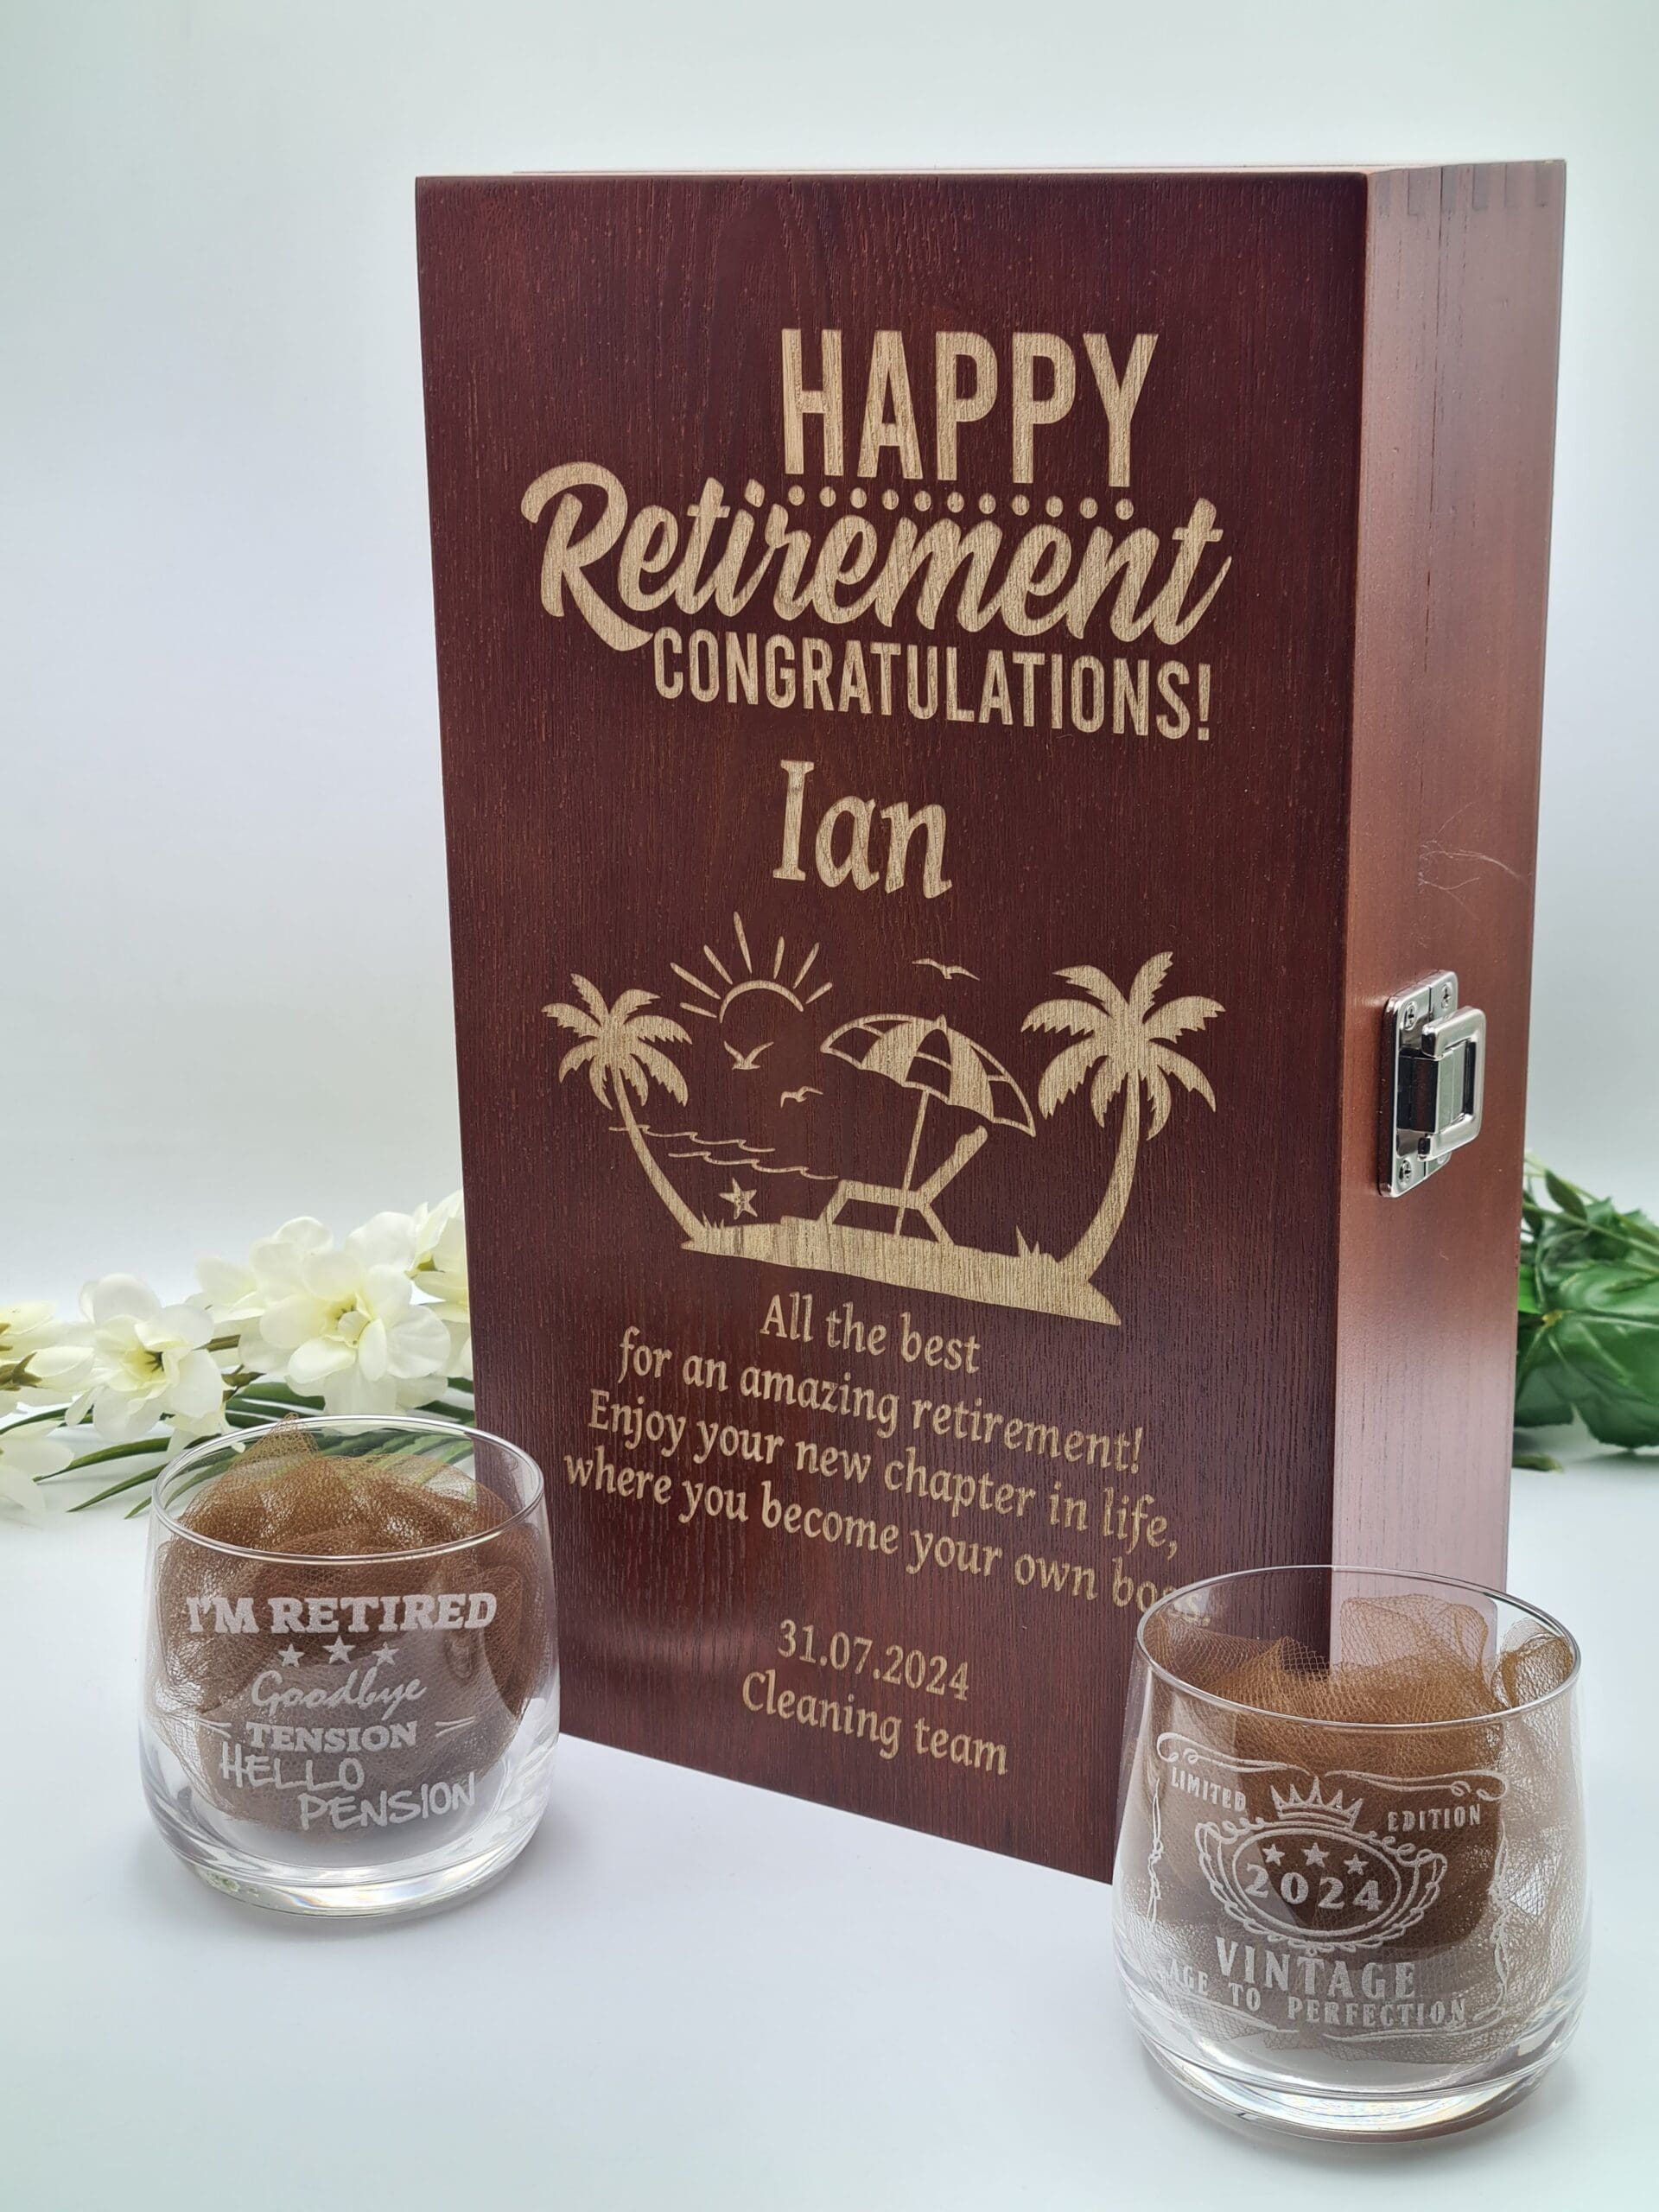 HAPPY
Retirement
CONGRATULATIONS!
Ian
All the best
for an amazing retirement!
Enjoy your new chapter in life,
where you become your own boss.
31.07.2024
Cleaning team
I'M RETIRED
Goodbye
TENSION
HELLO
PENSION
LIMITED EDITION
2024
VINTAGE
AGE TO PERFECTION